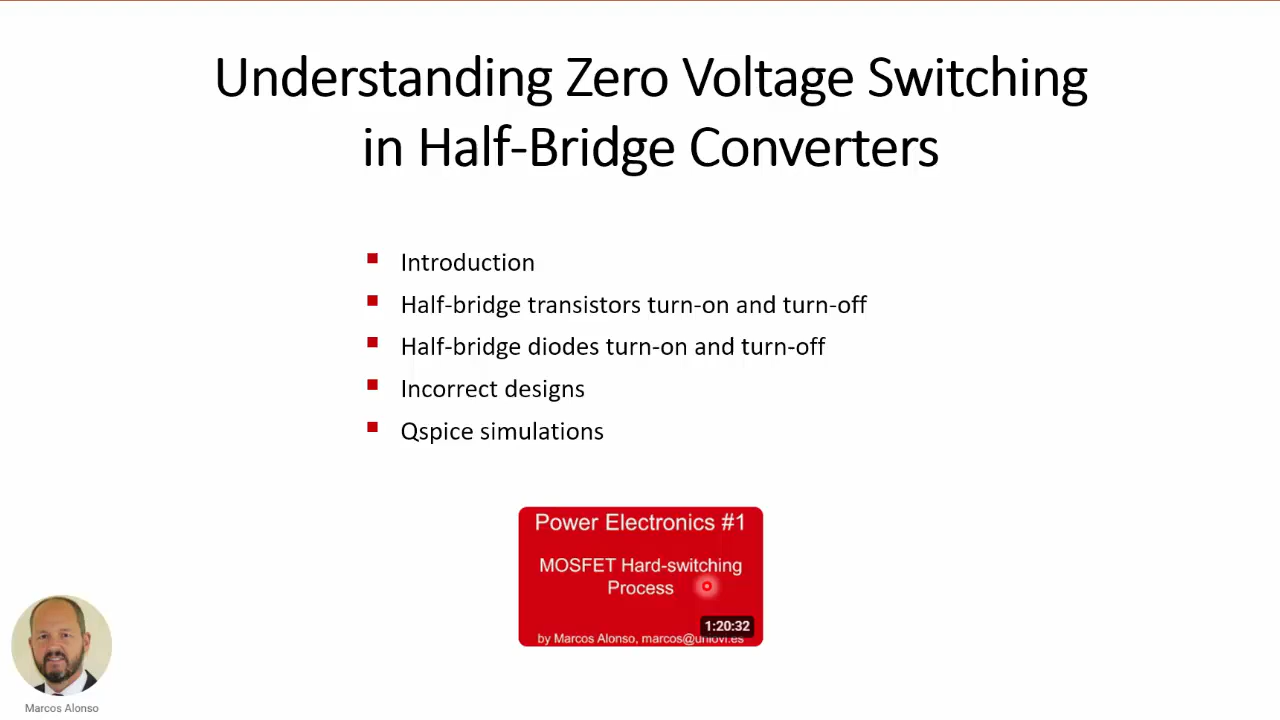 Understanding Zero Voltage Switching
in Half-Bridge Converters
Introduction
Half-bridge transistors turn-on and turn-off
Half-bridge diodes turn-on and turn-off
Incorrect designs
Qspice simulations
Power Electronics #1
MOSFET Hard-switching
Process
1:20:32
by Marcos Alonso, marcos@uniovi.es
Marcos Alonso